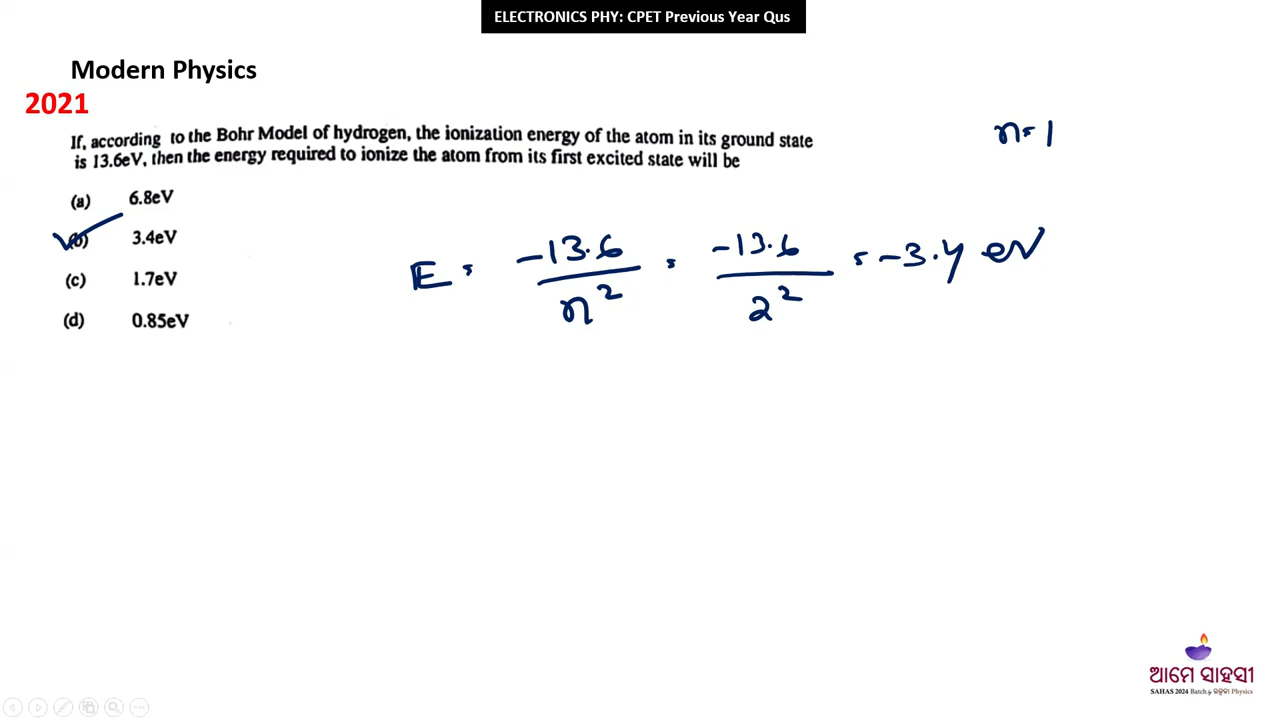 ELECTRONICS PHY: CPET Previous Year Qus
Modern Physics
2021
If, according to the Bohr Model of hydrogen, the ionization energy of the atom in its ground state
is 13.6eV, then the energy required to ionize the atom from its first excited state will be
n = 1
(a) 6.8eV
(b) 3.4eV
(c) 1.7eV
(d) 0.85eV
E = -13.6 / n² = -13.6 / 2² = -3.4 eV
ଆମେ ସାହସୀ
SAHAS 2024 Batch by ସହଜରେ Physics